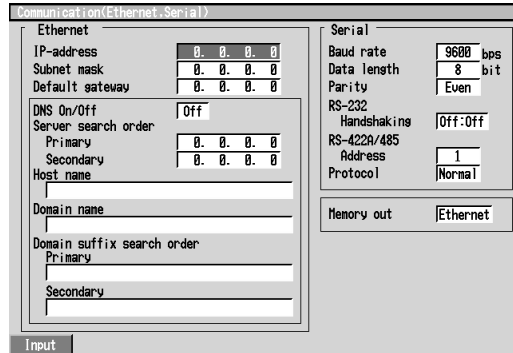 Communication(Ethernet.Serial)
Ethernet
IP-address 0. 0. 0. 0
Subnet mask 0. 0. 0. 0
Default gateway 0. 0. 0. 0
DNS On/Off Off
Server search order
Primary 0. 0. 0. 0
Secondary 0. 0. 0. 0
Host name
Domain name
Domain suffix search order
Primary
Secondary
Serial
Baud rate 9600 bps
Data length 8 bit
Parity Even
RS-232
Handshaking Off:Off
RS-422A/485
Address 1
Protocol Normal
Memory out Ethernet
Input